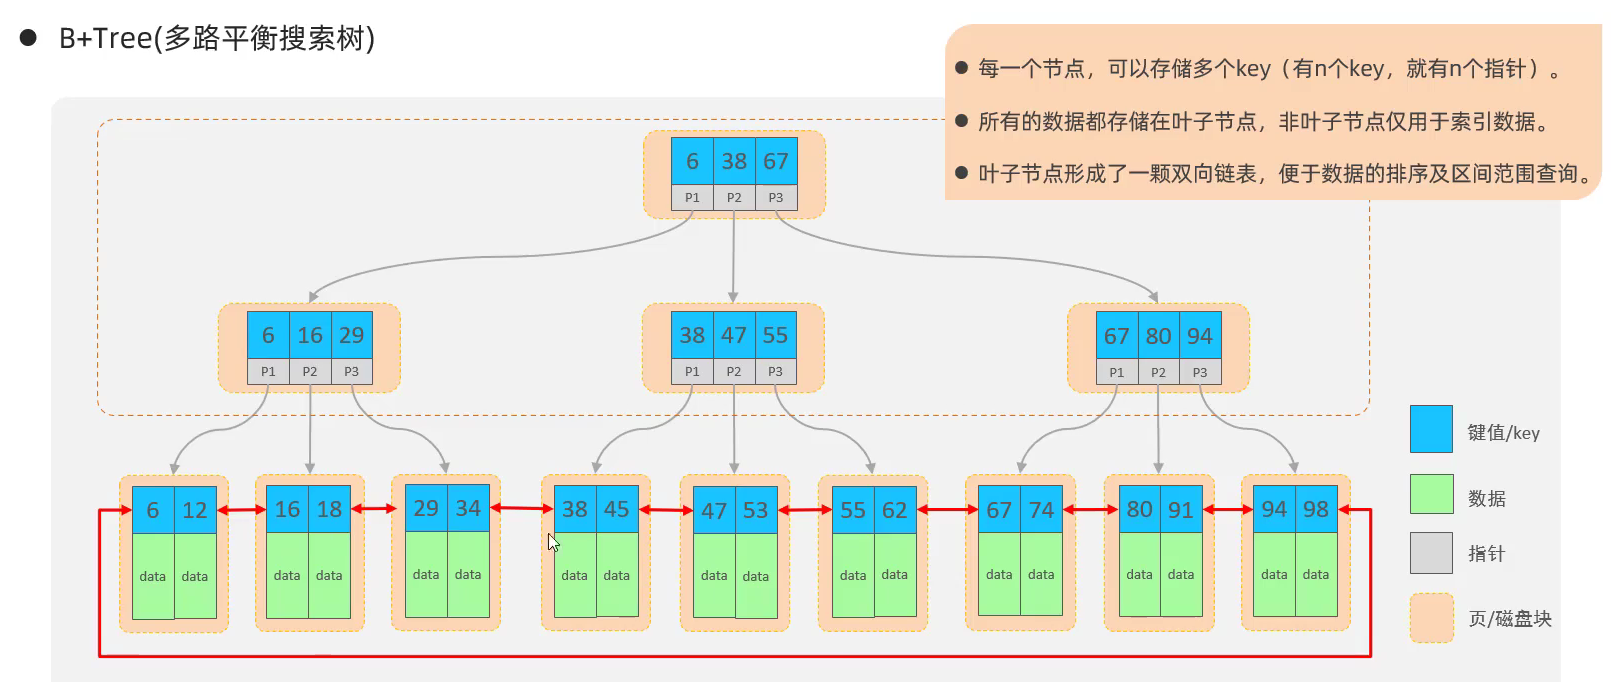 B+Tree(多路平衡搜索树)
每一个节点，可以存储多个key（有n个key，就有n个指针）。
所有的数据都存储在叶子节点，非叶子节点仅用于索引数据。
叶子节点形成了一颗双向链表，便于数据的排序及区间范围查询。
6 38 67
P1 P2 P3
6 16 29
P1 P2 P3
38 47 55
P1 P2 P3
67 80 94
P1 P2 P3
6 12
data data
16 18
data data
29 34
data data
38 45
data data
47 53
data data
55 62
data data
67 74
data data
80 91
data data
94 98
data data
键值/key
数据
指针
页/磁盘块